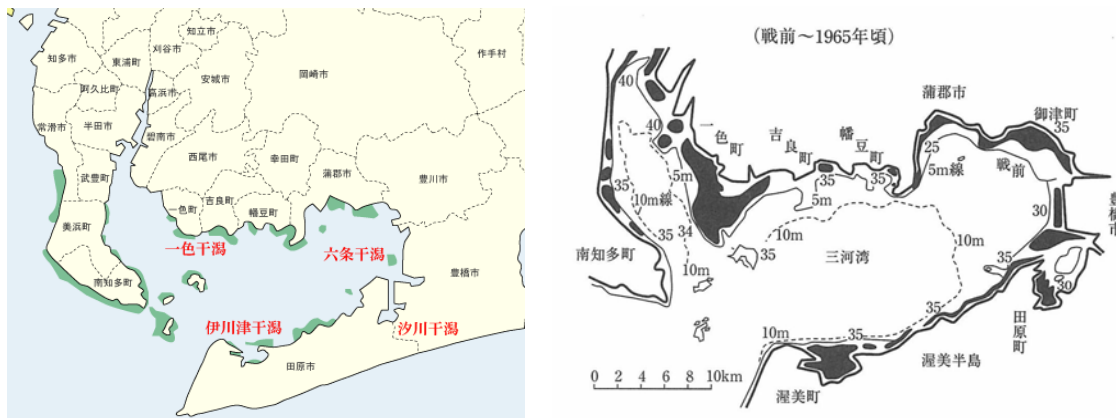 知立市
刈谷市
作手村
知多市
東浦町
岡崎市
安城市
阿久比町
高浜市
常滑市
半田市
碧南市
西尾市
幸田町
武豊町
蒲郡市
豊川市
一色町
吉良町
幡豆町
美浜町
一色干潟
六条干潟
豊橋市
南知多町
伊川津干潟
汐川干潟
田原市
(戦前〜1965年頃)
40
蒲郡市
御津町
35
40
一色町
吉良町
幡豆町
25
5m線
戦前
5m
35
35
35
5m
10m線
30
豊橋市
34
35
10m
10m
南知多町
35
三河湾
10m
35
30
田原町
35
10m
35
渥美半島
0 2 4 6 8 10km
渥美町